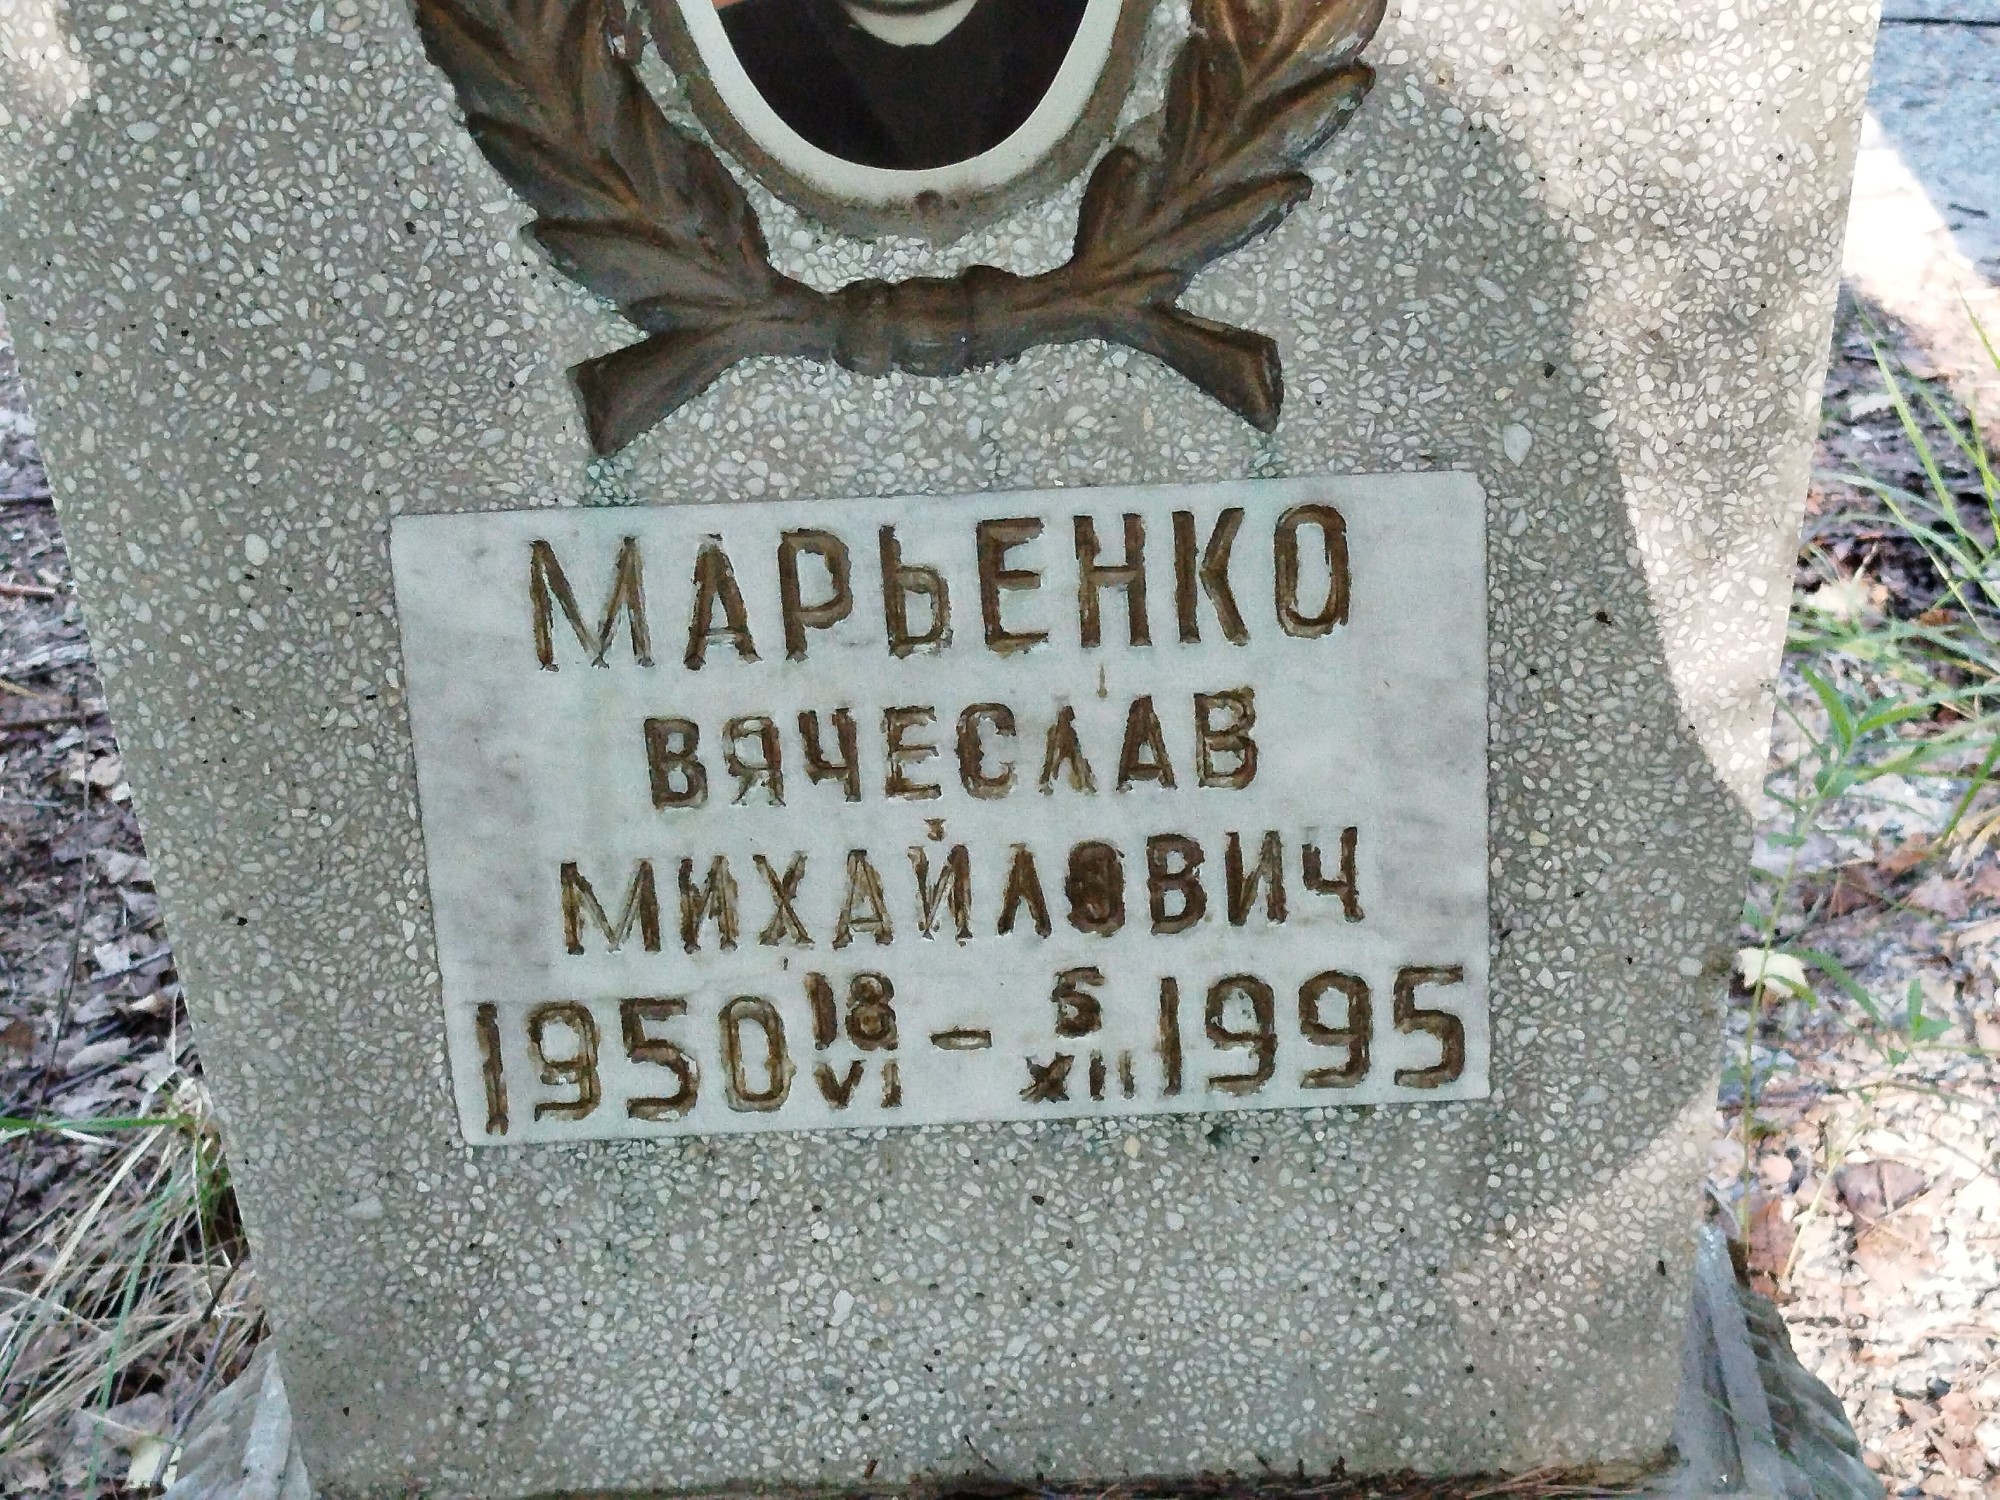 МАРЬЕНКО
ВЯЧЕСЛАВ
МИХАЙЛОВИЧ
1950 18/VI – 5/XII 1995